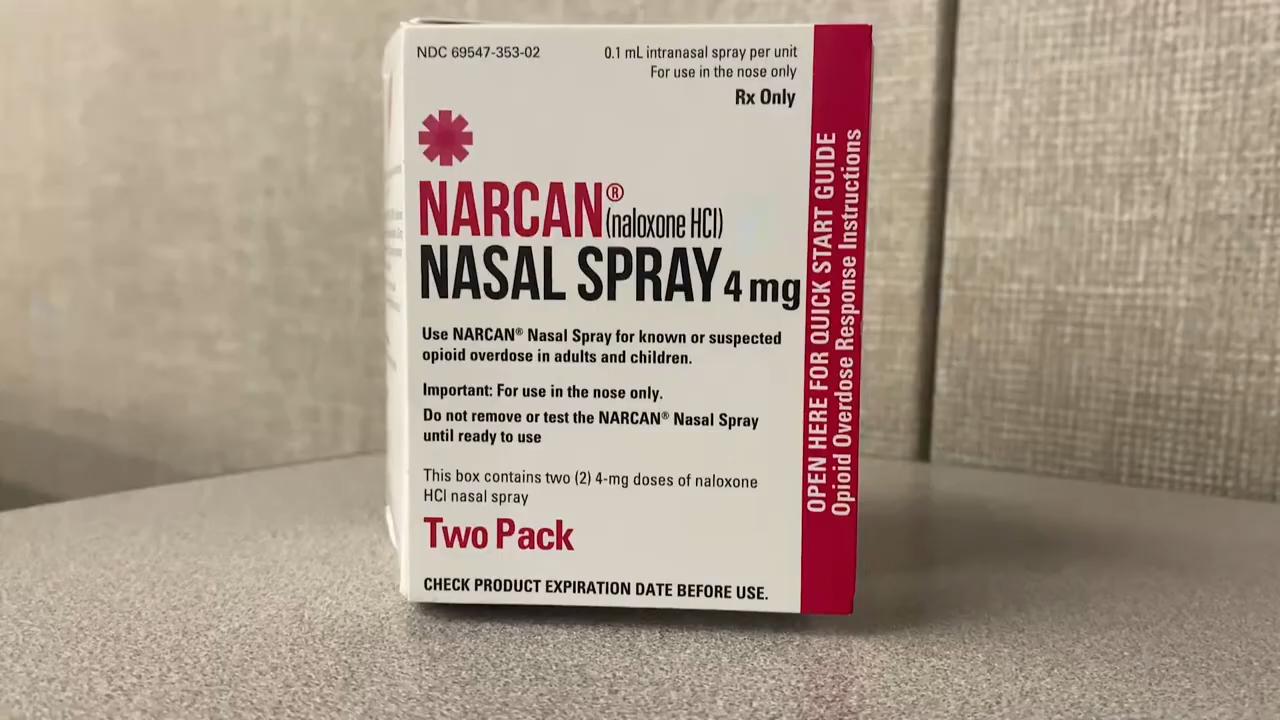 NDC 69547-353-02
0.1 mL intranasal spray per unit
For use in the nose only
Rx Only
NARCAN®
(naloxone HCl)
NASAL SPRAY 4 mg
Use NARCAN® Nasal Spray for known or suspected
opioid overdose in adults and children.
Important: For use in the nose only.
Do not remove or test the NARCAN® Nasal Spray
until ready to use
This box contains two (2) 4-mg doses of naloxone
HCl nasal spray
Two Pack
CHECK PRODUCT EXPIRATION DATE BEFORE USE.
OPEN HERE FOR QUICK START GUIDE
Opioid Overdose Response Instructions